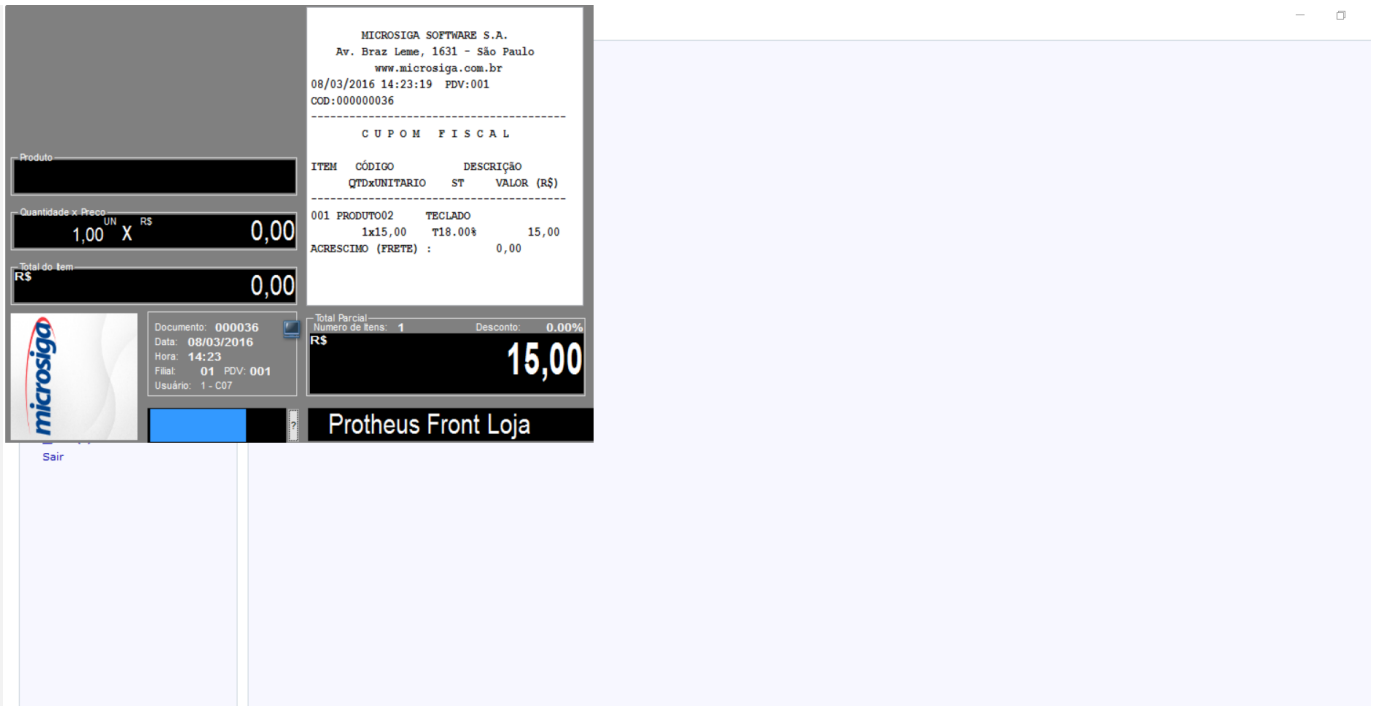 MICROSIGA SOFTWARE S.A.
Av. Braz Leme, 1631 - São Paulo
www.microsiga.com.br
08/03/2016 14:23:19 PDV:001
COD:000000036
----------------------------------------
C U P O M F I S C A L
ITEM CÓDIGO DESCRIÇãO
QTDxUNITARIO ST VALOR (R$)
----------------------------------------
001 PRODUTO02 TECLADO
1x15,00 T18.00% 15,00
ACRESCIMO (FRETE) : 0,00
Produto
Quantidade x Preço
1,00 UN X R$ 0,00
Total do Item
R$ 0,00
microsiga
Documento: 000036
Data: 08/03/2016
Hora: 14:23
Filial: 01 PDV: 001
Usuário: 1 - C07
?
Total Parcial
Numero de Itens: 1 Desconto: 0.00%
R$ 15,00
Protheus Front Loja
Sair